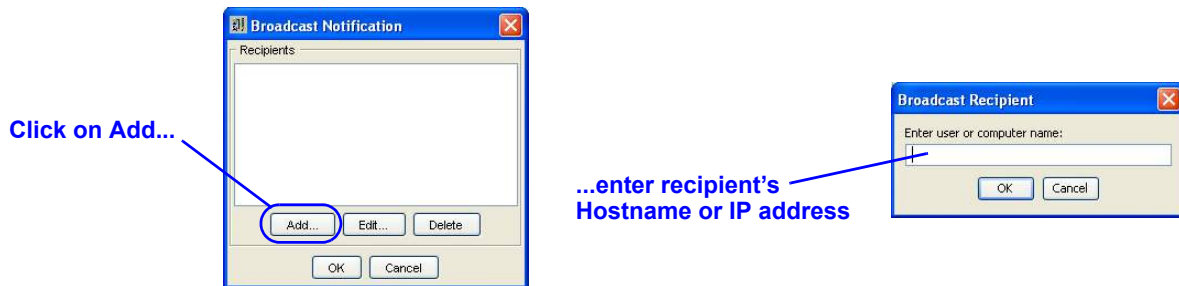 Broadcast Notification
Recipients
Click on Add...
Add...
Edit...
Delete
OK
Cancel
Broadcast Recipient
Enter user or computer name:
...enter recipient’s
Hostname or IP address
OK
Cancel